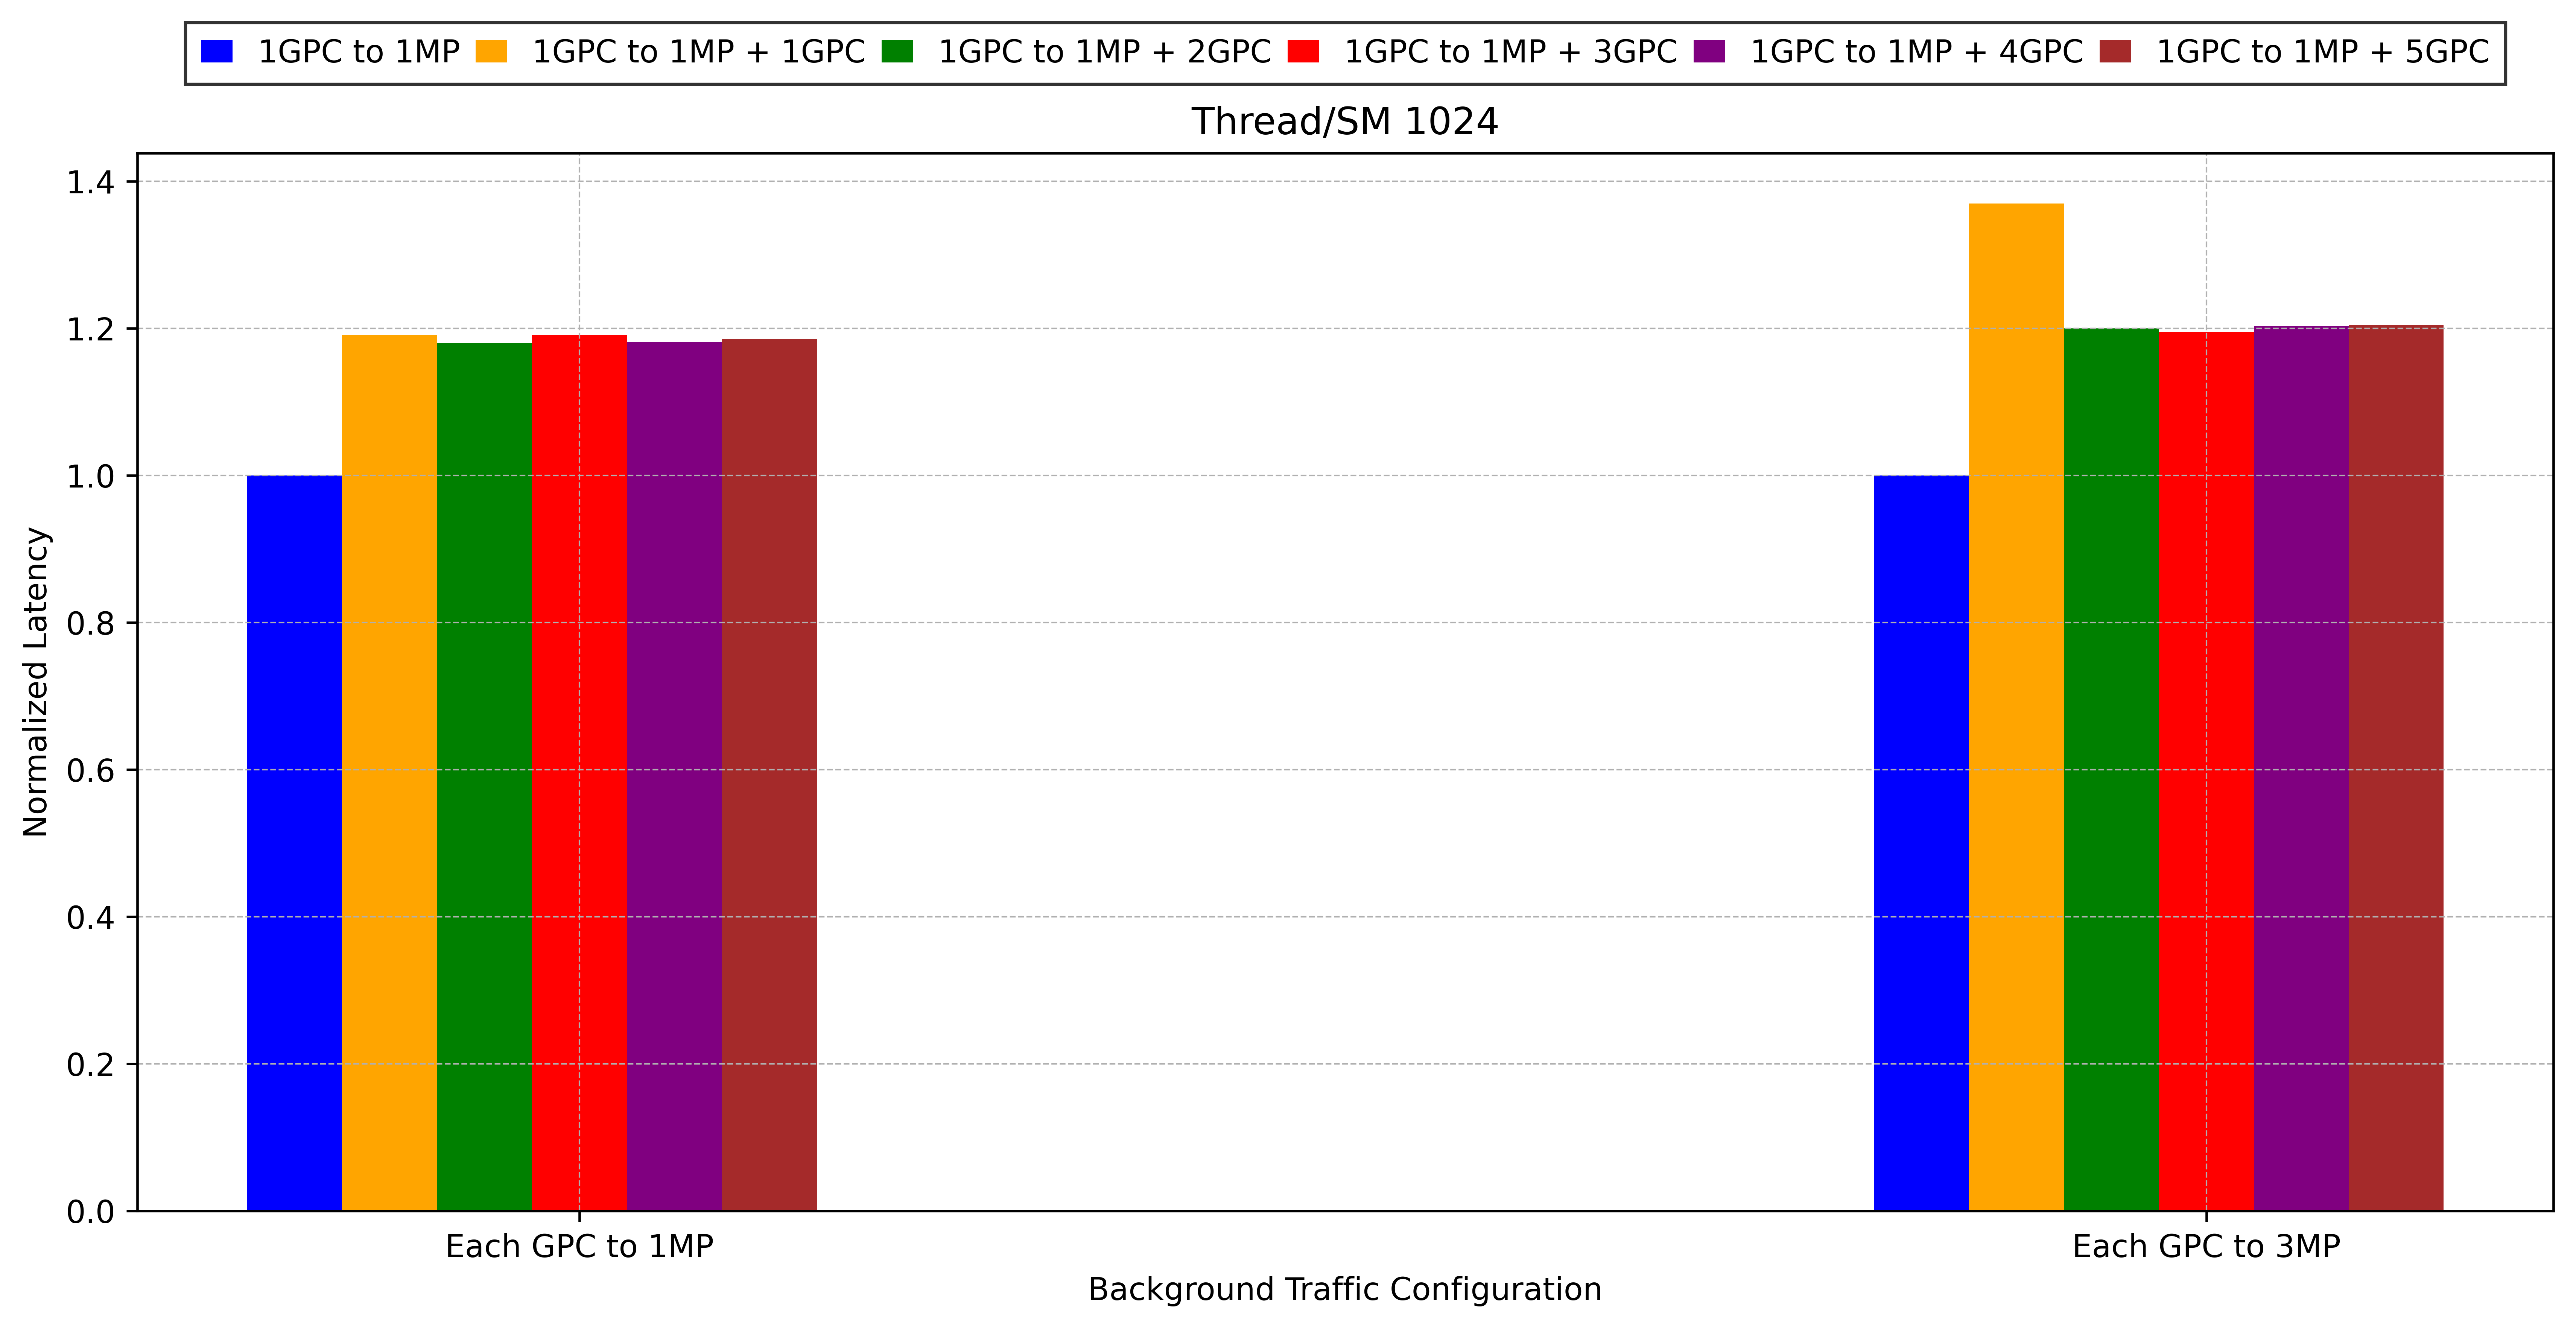 1GPC to 1MP 1GPC to 1MP + 1GPC 1GPC to 1MP + 2GPC 1GPC to 1MP + 3GPC 1GPC to 1MP + 4GPC 1GPC to 1MP + 5GPC
Thread/SM 1024
Normalized Latency
1.4
1.2
1.0
0.8
0.6
0.4
0.2
0.0
Each GPC to 1MP Each GPC to 3MP
Background Traffic Configuration